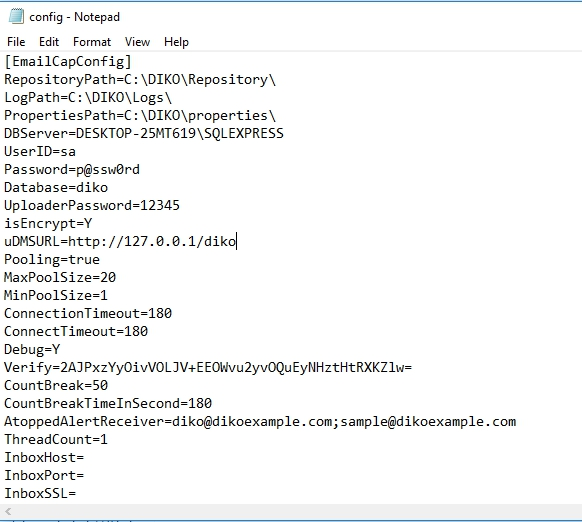 config - Notepad
File Edit Format View Help
[EmailCapConfig]
RepositoryPath=C:\DIKO\Repository\
LogPath=C:\DIKO\Logs\
PropertiesPath=C:\DIKO\properties\
DBServer=DESKTOP-25MT619\SQLEXPRESS
UserID=sa
Password=p@ssw0rd
Database=diko
UploaderPassword=12345
isEncrypt=Y
uDMSURL=http://127.0.0.1/diko
Pooling=true
MaxPoolSize=20
MinPoolSize=1
ConnectionTimeout=180
ConnectTimeout=180
Debug=Y
Verify=2AJPxzYyOivVOLJV+EEOWvu2yvOQuEyNHztHtRXKZlw=
CountBreak=50
CountBreakTimeInSecond=180
AtoppedAlertReceiver=diko@dikoexample.com;sample@dikoexample.com
ThreadCount=1
InboxHost=
InboxPort=
InboxSSL=